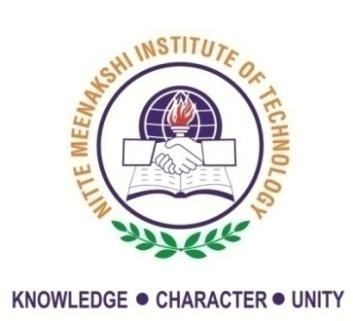 NITTE MEENAKSHI INSTITUTE OF TECHNOLOGY
KNOWLEDGE ● CHARACTER ● UNITY